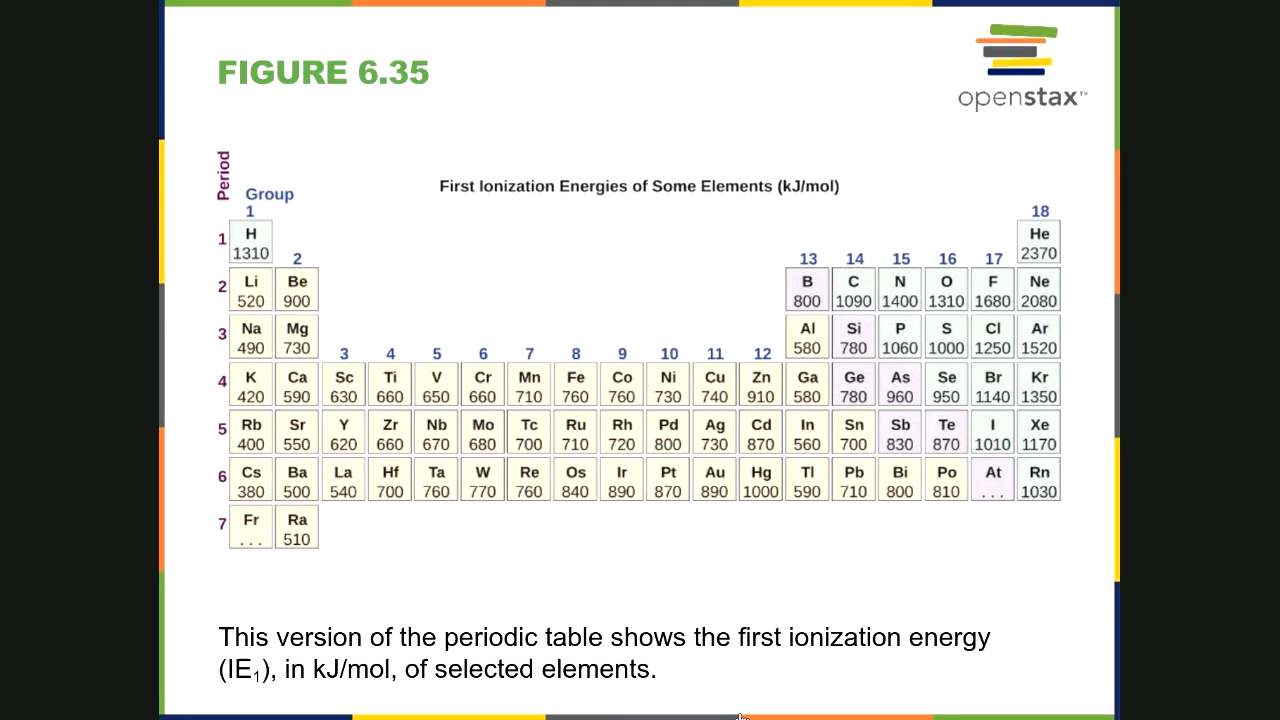 FIGURE 6.35
openstax™
Period
First Ionization Energies of Some Elements (kJ/mol)
Group
1 18
1 H He
1310 2370
2 13 14 15 16 17
2 Li Be B C N O F Ne
520 900 800 1090 1400 1310 1680 2080
3 Na Mg Al Si P S Cl Ar
490 730 580 780 1060 1000 1250 1520
3 4 5 6 7 8 9 10 11 12
4 K Ca Sc Ti V Cr Mn Fe Co Ni Cu Zn Ga Ge As Se Br Kr
420 590 630 660 650 660 710 760 760 730 740 910 580 780 960 950 1140 1350
5 Rb Sr Y Zr Nb Mo Tc Ru Rh Pd Ag Cd In Sn Sb Te I Xe
400 550 620 660 670 680 700 710 720 800 730 870 560 700 830 870 1010 1170
6 Cs Ba La Hf Ta W Re Os Ir Pt Au Hg Tl Pb Bi Po At Rn
380 500 540 700 760 770 760 840 890 870 890 1000 590 710 800 810 . . . 1030
7 Fr Ra
. . . 510
This version of the periodic table shows the first ionization energy
(IE₁), in kJ/mol, of selected elements.